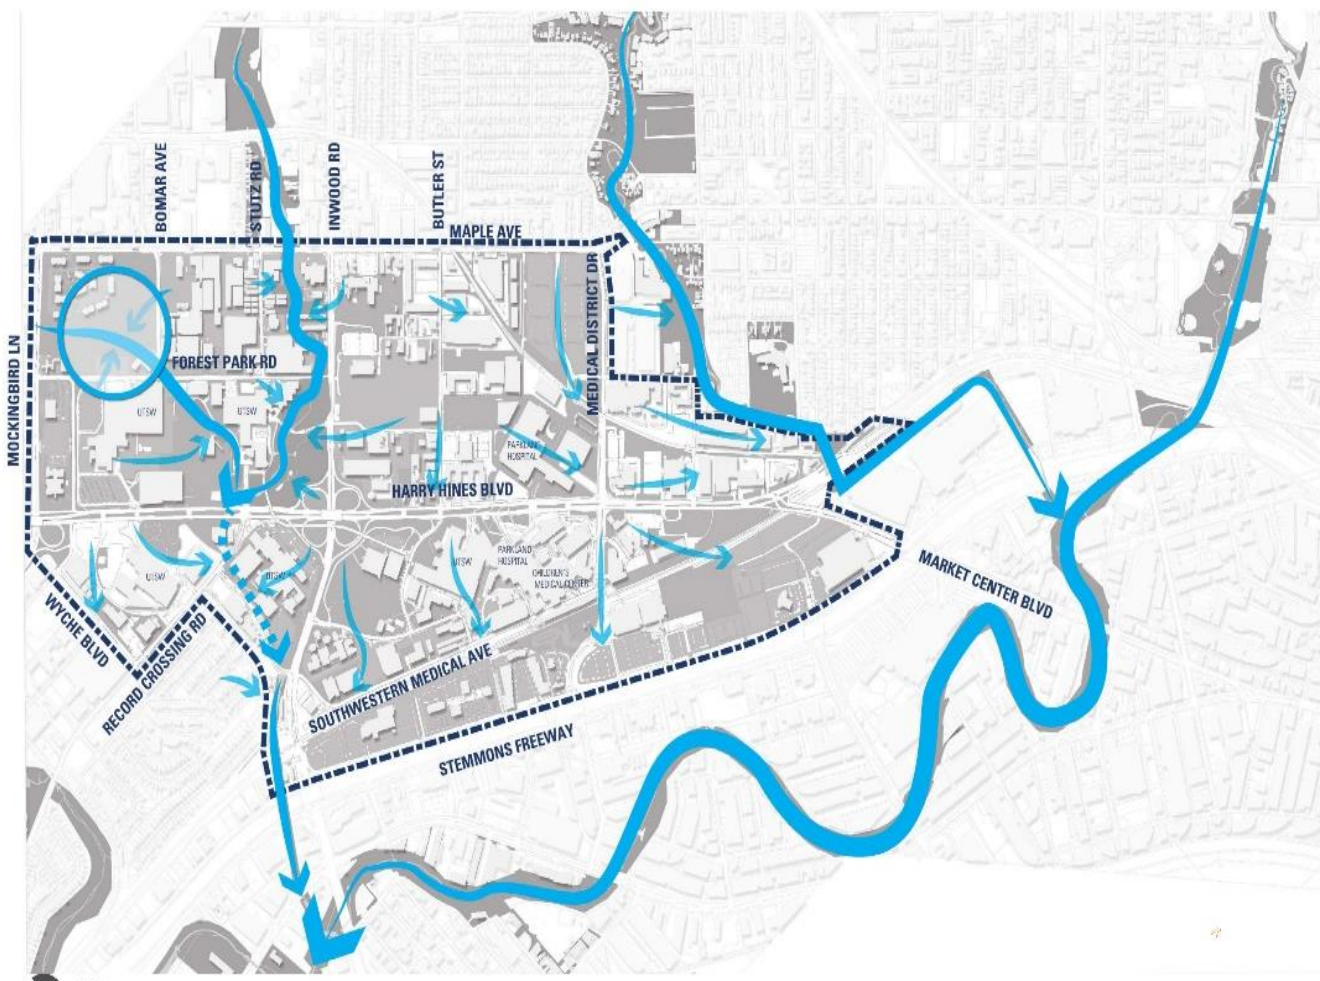 BOMAR AVE
STUTZ RD
INWOOD RD
BUTLER ST
MAPLE AVE
MEDICAL DISTRICT DR
MOCKINGBIRD LN
FOREST PARK RD
UTSW
UTSW
PARKLAND
HOSPITAL
HARRY HINES BLVD
UTSW
UTSW
UTSW
PARKLAND
HOSPITAL
CHILDREN'S
MEDICAL CENTER
MARKET CENTER BLVD
WYCHE BLVD
RECORD CROSSING RD
SOUTHWESTERN MEDICAL AVE
STEMMONS FREEWAY